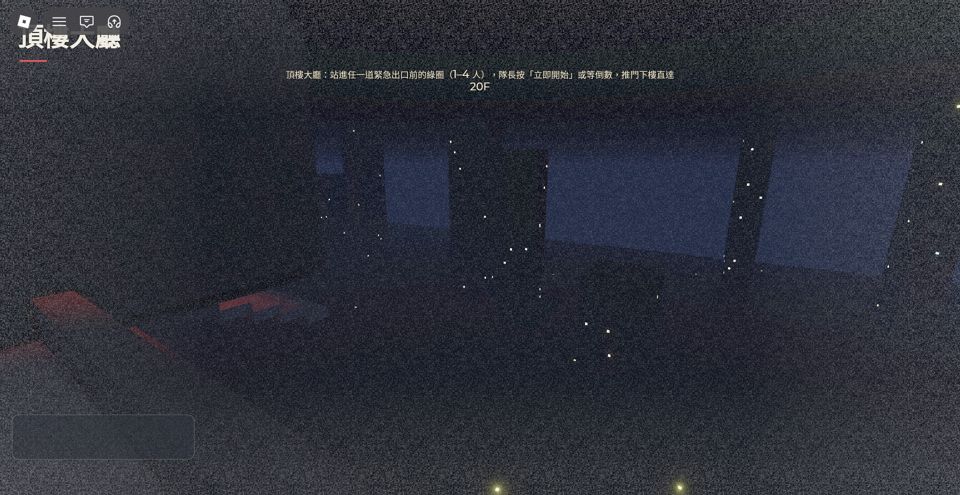 頂樓大廳
頂樓大廳：站進任一道緊急出口前的綠圈（1–4 人），隊長按「立即開始」或等倒數，推門下樓直達
20F